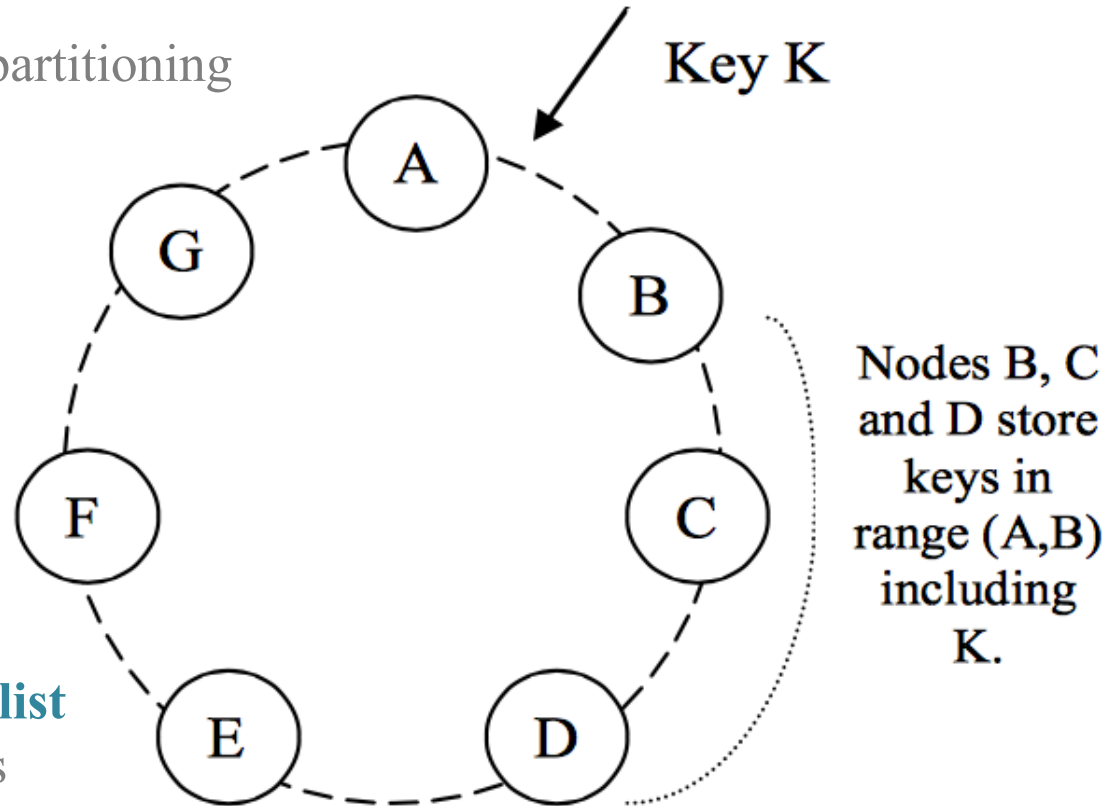 partitioning
Key K
A
G
B
Nodes B, C
and D store
keys in
range (A,B)
including
K.
F
C
list
E
D